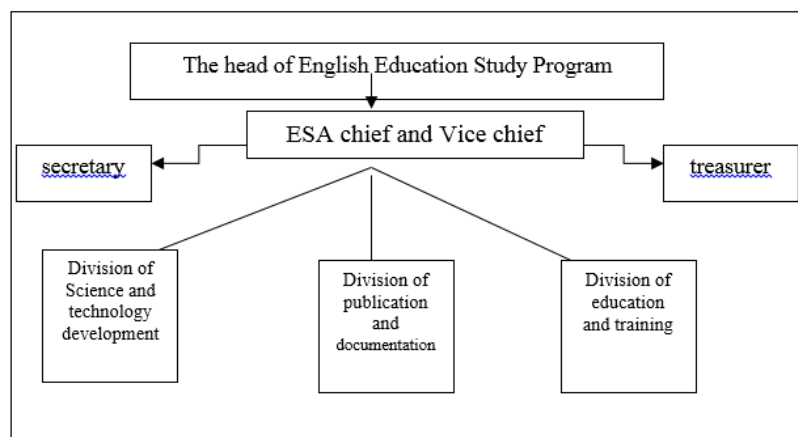 The head of English Education Study Program
ESA chief and Vice chief
secretary
treasurer
Division of
Science and
technology
development
Division of
publication
and
documentation
Division of
education
and training